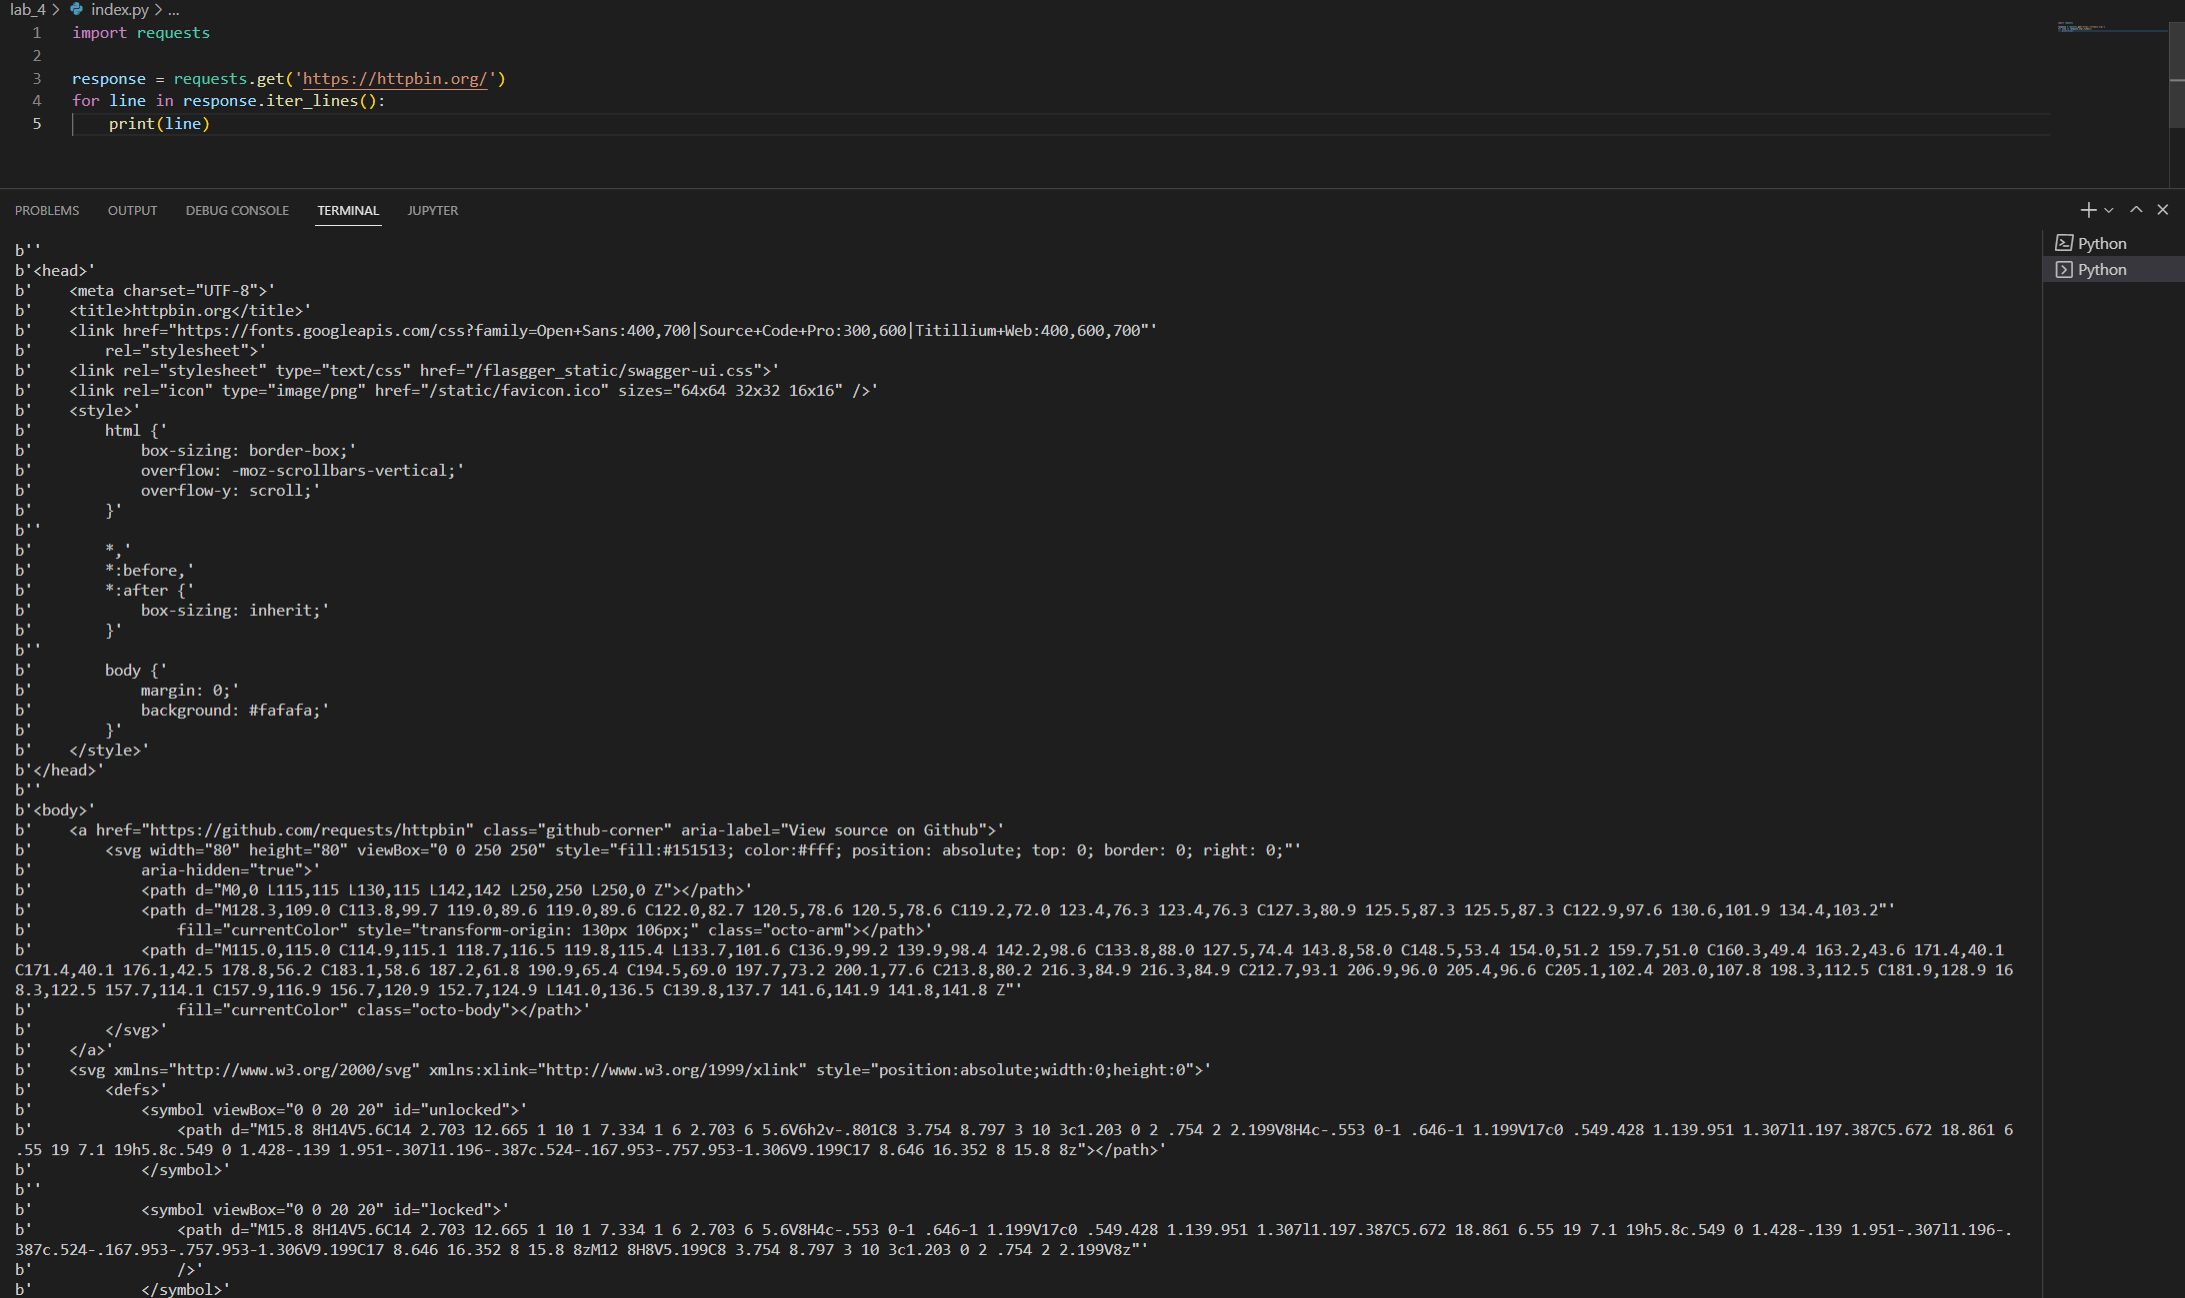 lab_4 > index.py > ...
1 import requests
2
3 response = requests.get('https://httpbin.org/')
4 for line in response.iter_lines():
5     print(line)
PROBLEMS OUTPUT DEBUG CONSOLE TERMINAL JUPYTER
Python
Python
b''
b'<head>'
b'    <meta charset="UTF-8">'
b'    <title>httpbin.org</title>'
b'    <link href="https://fonts.googleapis.com/css?family=Open+Sans:400,700|Source+Code+Pro:300,600|Titillium+Web:400,600,700"'
b'        rel="stylesheet">'
b'    <link rel="stylesheet" type="text/css" href="/flasgger_static/swagger-ui.css">'
b'    <link rel="icon" type="image/png" href="/static/favicon.ico" sizes="64x64 32x32 16x16" />'
b'    <style>'
b'        html {'
b'            box-sizing: border-box;'
b'            overflow: -moz-scrollbars-vertical;'
b'            overflow-y: scroll;'
b'        }'
b''
b'        *,'
b'        *:before,'
b'        *:after {'
b'            box-sizing: inherit;'
b'        }'
b''
b'        body {'
b'            margin: 0;'
b'            background: #fafafa;'
b'        }'
b'    </style>'
b'</head>'
b''
b'<body>'
b'    <a href="https://github.com/requests/httpbin" class="github-corner" aria-label="View source on Github">'
b'        <svg width="80" height="80" viewBox="0 0 250 250" style="fill:#151513; color:#fff; position: absolute; top: 0; border: 0; right: 0;"'
b'            aria-hidden="true">'
b'            <path d="M0,0 L115,115 L130,115 L142,142 L250,250 L250,0 Z"></path>'
b'            <path d="M128.3,109.0 C113.8,99.7 119.0,89.6 119.0,89.6 C122.0,82.7 120.5,78.6 120.5,78.6 C119.2,72.0 123.4,76.3 123.4,76.3 C127.3,80.9 125.5,87.3 125.5,87.3 C122.9,97.6 130.6,101.9 134.4,103.2"'
b'                fill="currentColor" style="transform-origin: 130px 106px;" class="octo-arm"></path>'
b'            <path d="M115.0,115.0 C114.9,115.1 118.7,116.5 119.8,115.4 L133.7,101.6 C136.9,99.2 139.9,98.4 142.2,98.6 C133.8,88.0 127.5,74.4 143.8,58.0 C148.5,53.4 154.0,51.2 159.7,51.0 C160.3,49.4 163.2,43.6 171.4,40.1
C171.4,40.1 176.1,42.5 178.8,56.2 C183.1,58.6 187.2,61.8 190.9,65.4 C194.5,69.0 197.7,73.2 200.1,77.6 C213.8,80.2 216.3,84.9 216.3,84.9 C212.7,93.1 206.9,96.0 205.4,96.6 C205.1,102.4 203.0,107.8 198.3,112.5 C181.9,128.9 16
8.3,122.5 157.7,114.1 C157.9,116.9 156.7,120.9 152.7,124.9 L141.0,136.5 C139.8,137.7 141.6,141.9 141.8,141.8 Z"'
b'                fill="currentColor" class="octo-body"></path>'
b'        </svg>'
b'    </a>'
b'    <svg xmlns="http://www.w3.org/2000/svg" xmlns:xlink="http://www.w3.org/1999/xlink" style="position:absolute;width:0;height:0">'
b'        <defs>'
b'            <symbol viewBox="0 0 20 20" id="unlocked">'
b'                <path d="M15.8 8H14V5.6C14 2.703 12.665 1 10 1 7.334 1 6 2.703 6 5.6V6h2v-.801C8 3.754 8.797 3 10 3c1.203 0 2 .754 2 2.199V8H4c-.553 0-1 .646-1 1.199V17c0 .549.428 1.139.951 1.307l1.197.387C5.672 18.861 6
.55 19 7.1 19h5.8c.549 0 1.428-.139 1.951-.307l1.196-.387c.524-.167.953-.757.953-1.306V9.199C17 8.646 16.352 8 15.8 8z"></path>'
b'            </symbol>'
b''
b'            <symbol viewBox="0 0 20 20" id="locked">'
b'                <path d="M15.8 8H14V5.6C14 2.703 12.665 1 10 1 7.334 1 6 2.703 6 5.6V8H4c-.553 0-1 .646-1 1.199V17c0 .549.428 1.139.951 1.307l1.197.387C5.672 18.861 6.55 19 7.1 19h5.8c.549 0 1.428-.139 1.951-.307l1.196-.
387c.524-.167.953-.757.953-1.306V9.199C17 8.646 16.352 8 15.8 8zM12 8H8V5.199C8 3.754 8.797 3 10 3c1.203 0 2 .754 2 2.199V8z"'
b'                />'
b'            </symbol>'